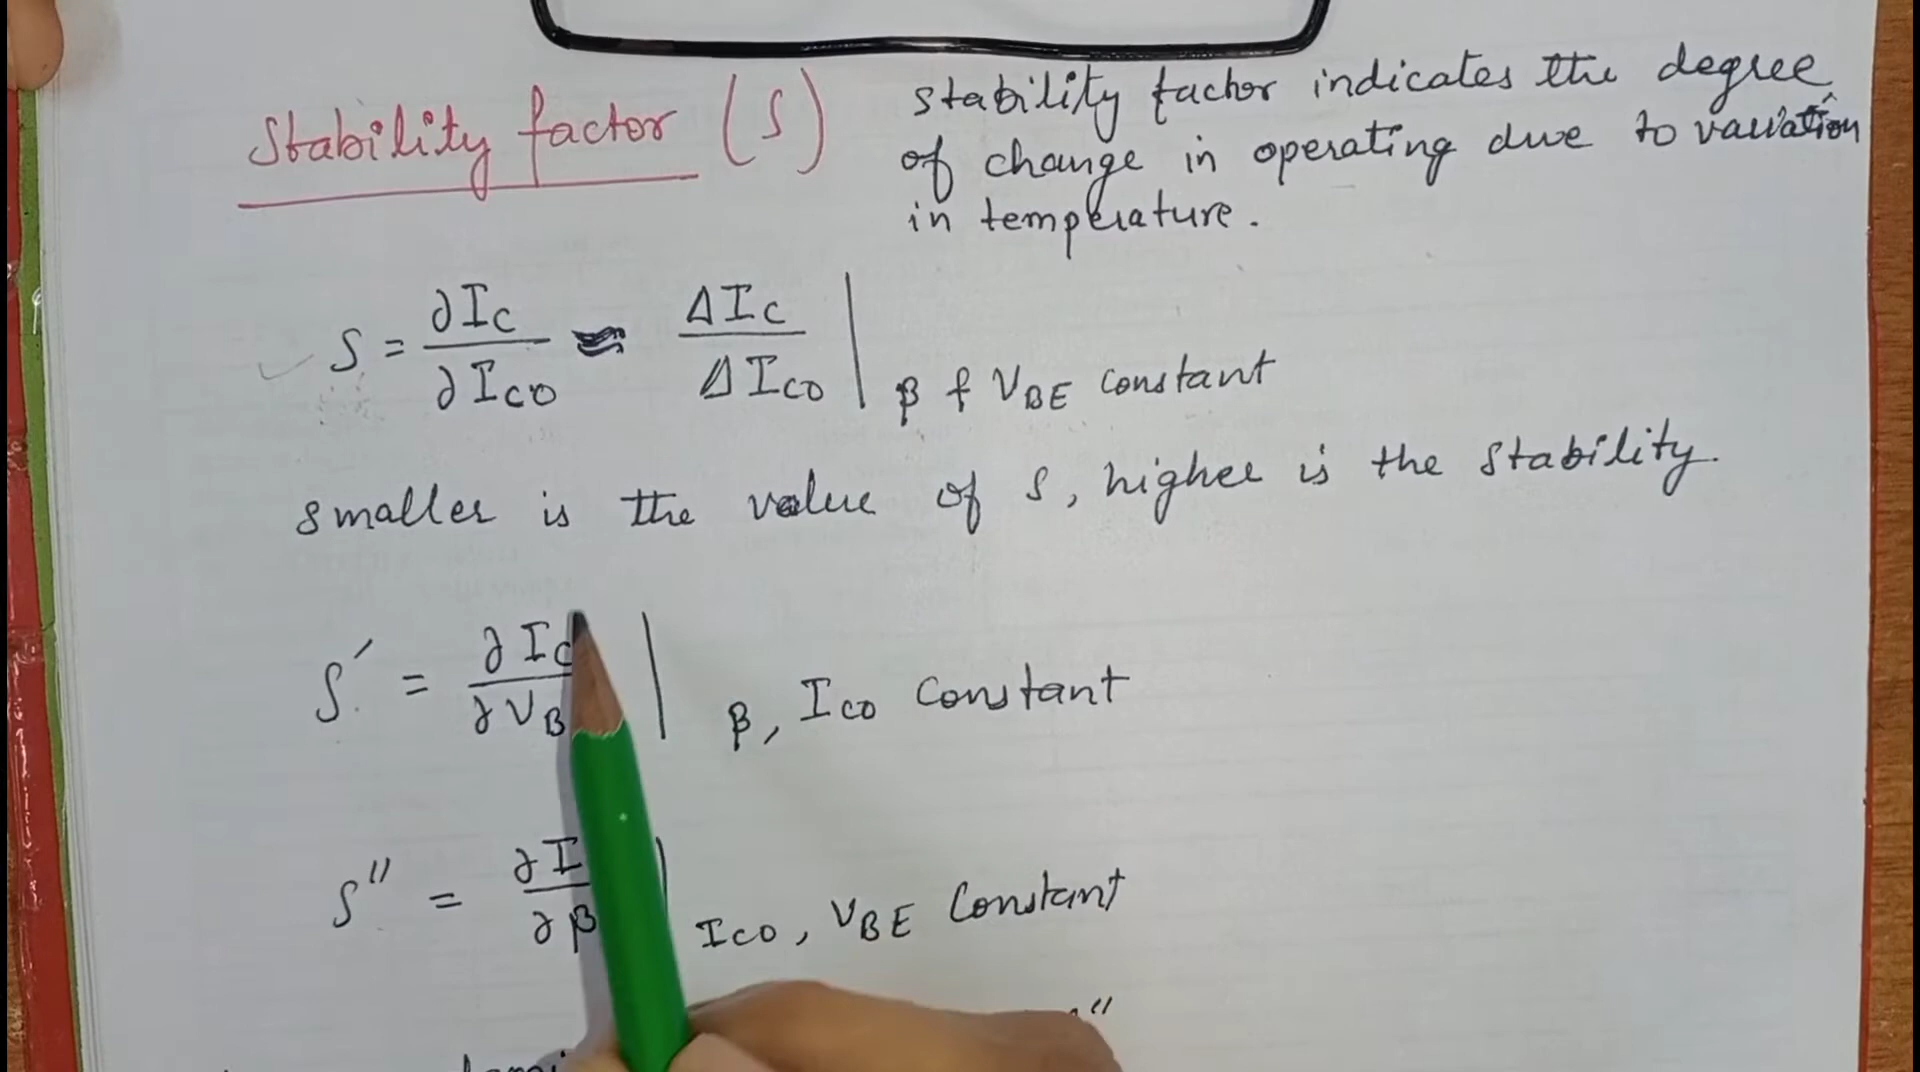 Stability factor (S)
stability factor indicates the degree
of change in operating due to variation
in temperature.
S = ∂IC / ∂ICO ≈ ΔIC / ΔICO | β & VBE constant
smaller is the value of S, higher is the stability.
S′ = ∂IC / ∂VB | β, ICO constant
S″ = ∂I / ∂β | ICO, VBE Constant